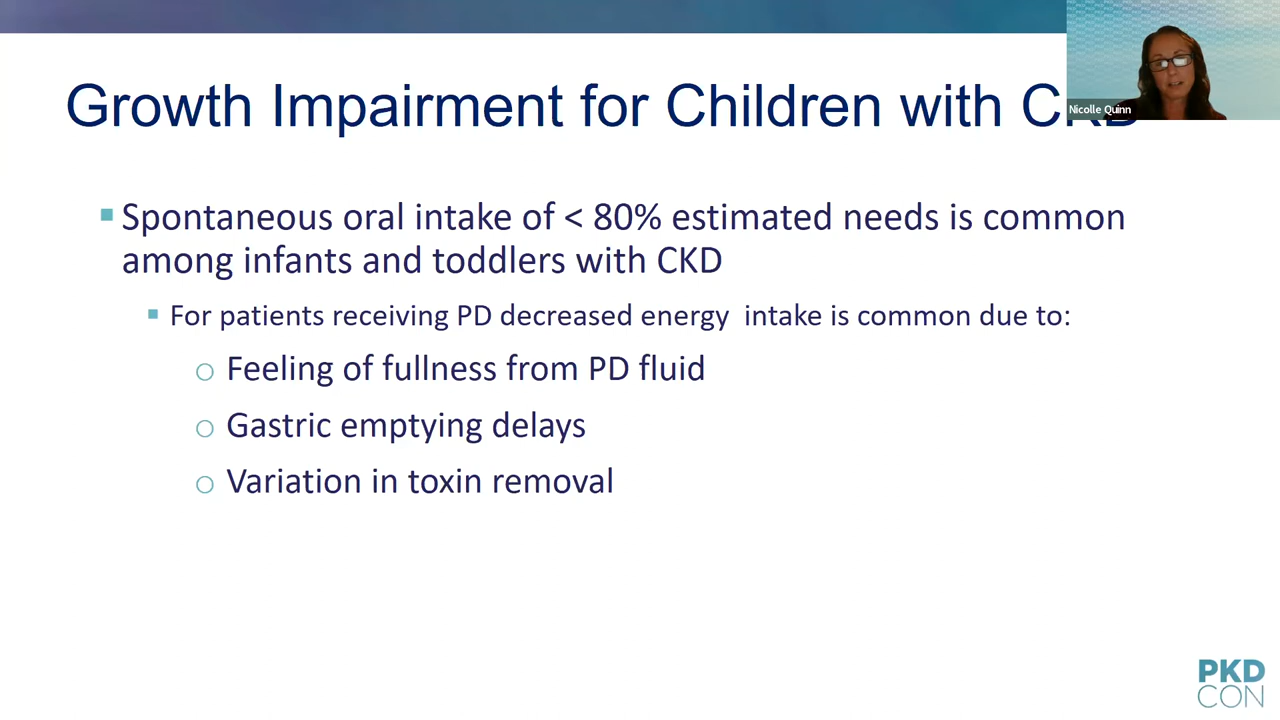 Growth Impairment for Children with CKD
Nicolle Quinn
▪ Spontaneous oral intake of < 80% estimated needs is common
among infants and toddlers with CKD
▪ For patients receiving PD decreased energy  intake is common due to:
○ Feeling of fullness from PD fluid
○ Gastric emptying delays
○ Variation in toxin removal
PKD
CON